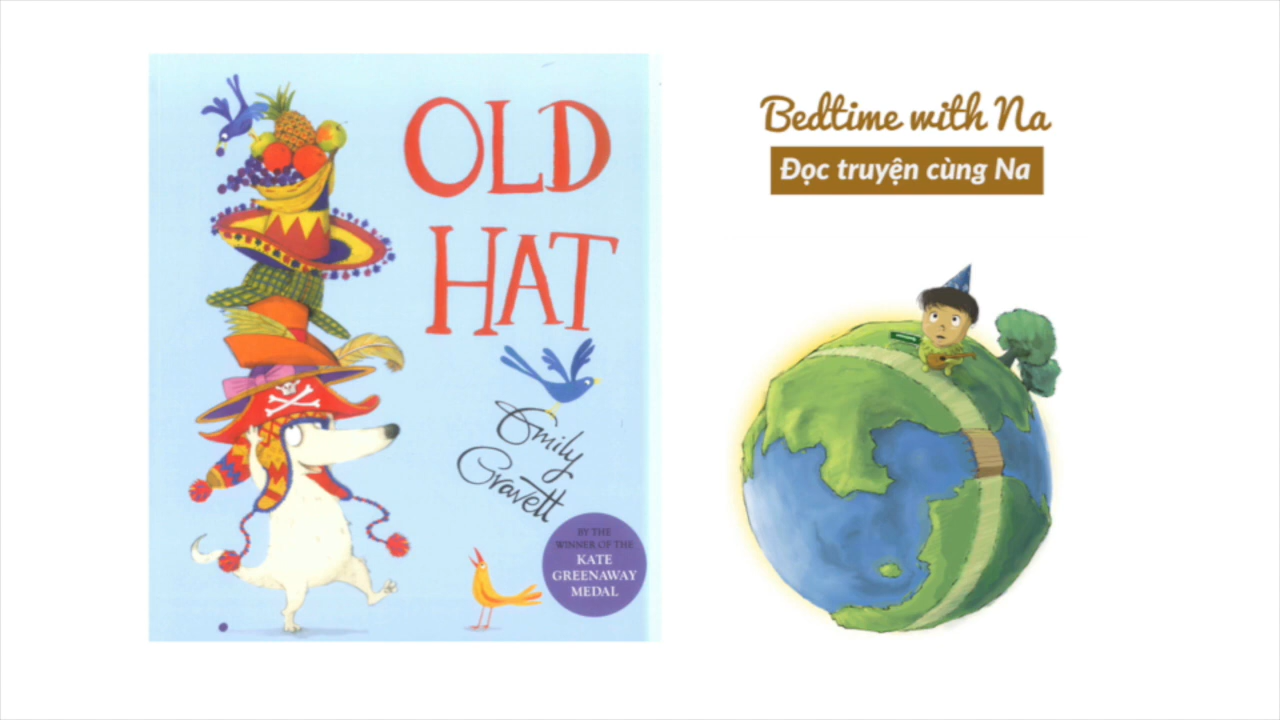 OLD
HAT
Emily
Gravett
BY THE
WINNER OF THE
KATE
GREENAWAY
MEDAL
Bedtime with Na
Đọc truyện cùng Na